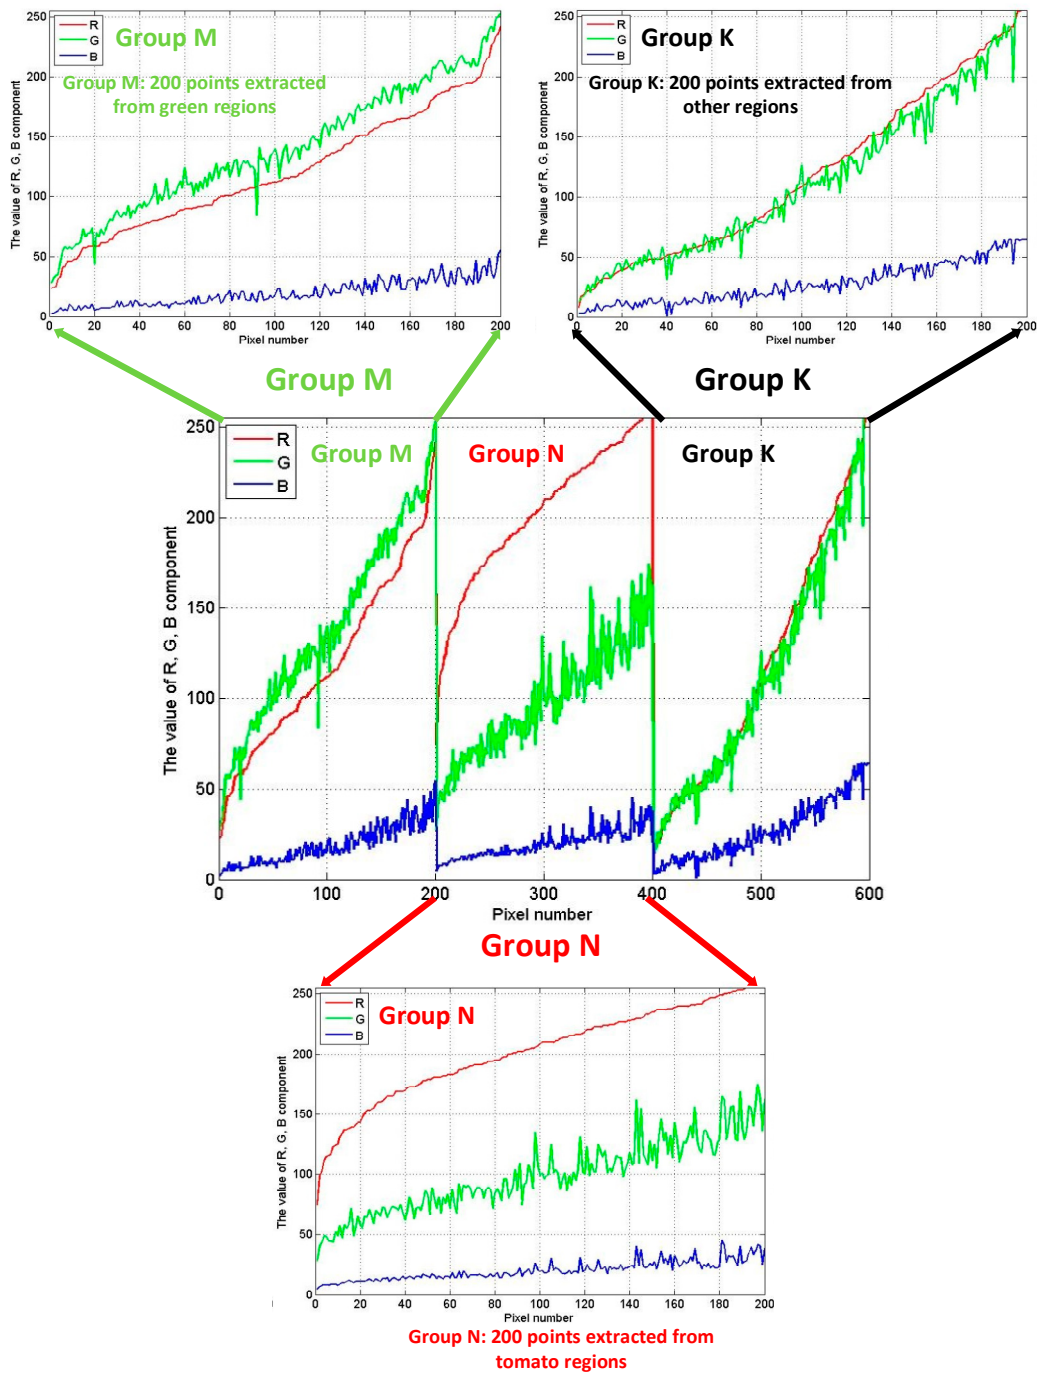 R
G
B
Group M
Group M: 200 points extracted
from green regions
The value of R, G, B component
250
200
150
100
50
0
0 20 40 60 80 100 120 140 160 180 200
Pixel number
R
G
B
Group K
Group K: 200 points extracted from
other regions
The value of R, G, B component
250
200
150
100
50
0
0 20 40 60 80 100 120 140 160 180 200
Pixel number
Group M
Group K
R
G
B
Group M
Group N
Group K
The value of R, G, B component
250
200
150
100
50
0
0 100 200 300 400 500 600
Pixel number
Group N
R
G
B
Group N
The value of R, G, B component
250
200
150
100
50
0
0 20 40 60 80 100 120 140 160 180 200
Pixel number
Group N: 200 points extracted from
tomato regions